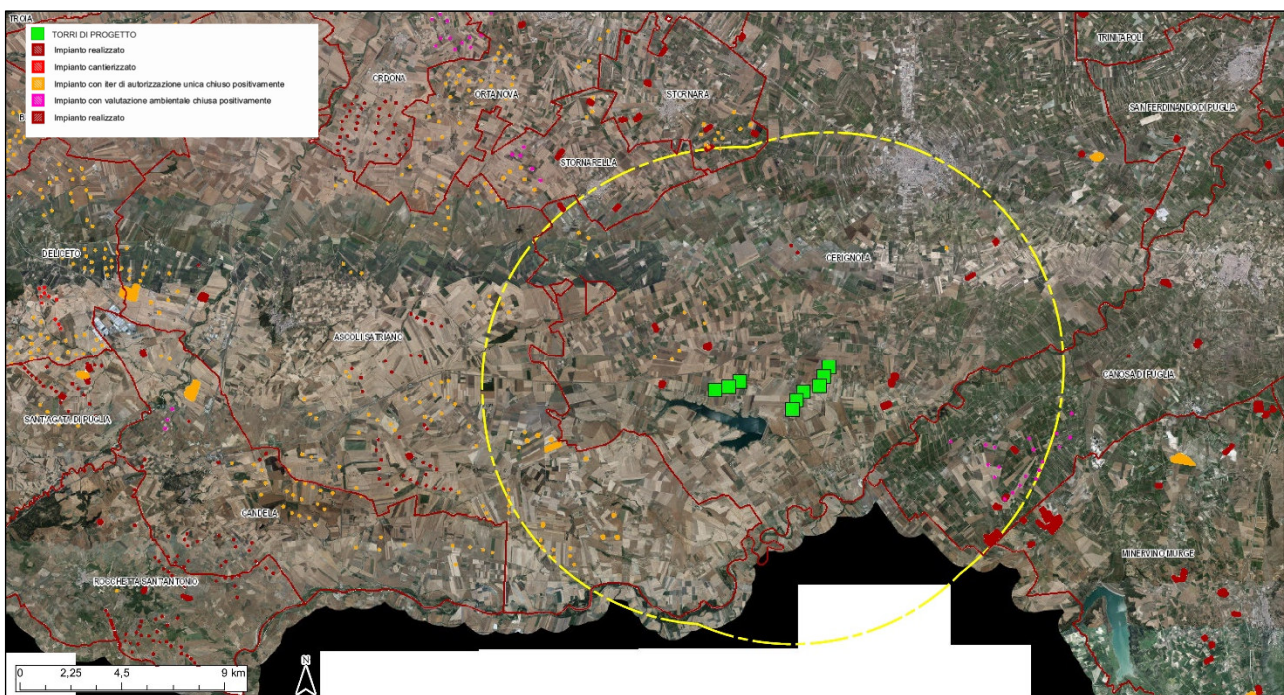 TROIA
TORRI DI PROGETTO
Impianto realizzato
Impianto cantierizzato
Impianto con iter di autorizzazione unica chiuso positivamente
Impianto con valutazione ambientale chiusa positivamente
Impianto realizzato
TRINITAPOLI
ORDONA
ORTANOVA
STORNARA
SAN FERDINANDO DI PUGLIA
STORNARELLA
DELICETO
CERIGNOLA
ASCOLI SATRIANO
CANOSA DI PUGLIA
SANT'AGATA DI PUGLIA
CANDELA
MINERVINO MURGE
ROCCHETTA SANT'ANTONIO
0 2,25 4,5 9 km
N